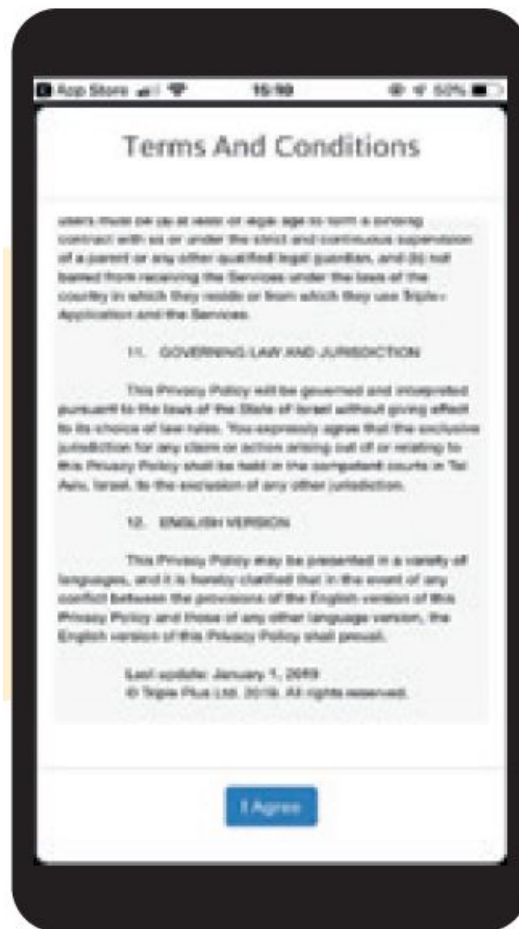 App Store
50%
Terms And Conditions
users must be (a) at least of legal age to form a binding
contract with us or under the strict and continuous supervision
of a parent or any other qualified legal guardian, and (b) not
barred from receiving the Services under the laws of the
country in which they reside or from which they use Triple+
Application and the Services.
11. GOVERNING LAW AND JURISDICTION
This Privacy Policy will be governed and interpreted
pursuant to the laws of the State of Israel without giving effect
to its choice of law rules. You expressly agree that the exclusive
jurisdiction for any claim or action arising out of or relating to
this Privacy Policy shall be held in the competent courts in Tel
Aviv, Israel, to the exclusion of any other jurisdiction.
12. ENGLISH VERSION
This Privacy Policy may be presented in a variety of
languages, and it is hereby clarified that in the event of any
conflict between the provisions of the English version of this
Privacy Policy and those of any other language version, the
English version of this Privacy Policy shall prevail.
Last update: January 1, 2019
© Triple Plus Ltd. 2019. All rights reserved.
I Agree